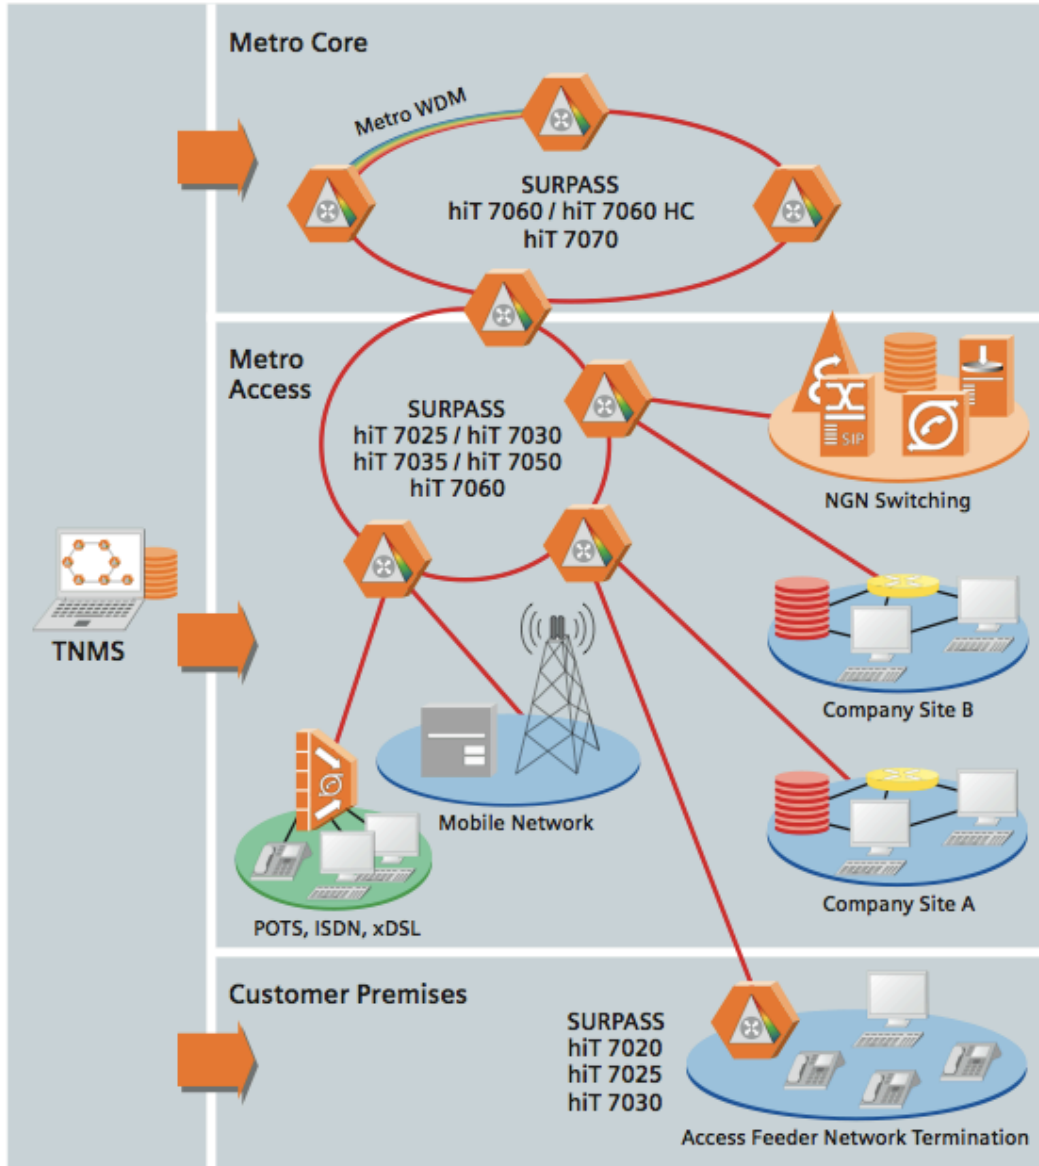 Metro Core
Metro WDM
SURPASS
hiT 7060 / hiT 7060 HC
hiT 7070
Metro
Access
SURPASS
hiT 7025 / hiT 7030
hiT 7035 / hiT 7050
hiT 7060
SIP
NGN Switching
TNMS
Company Site B
Mobile Network
Company Site A
POTS, ISDN, xDSL
Customer Premises
SURPASS
hiT 7020
hiT 7025
hiT 7030
Access Feeder Network Termination